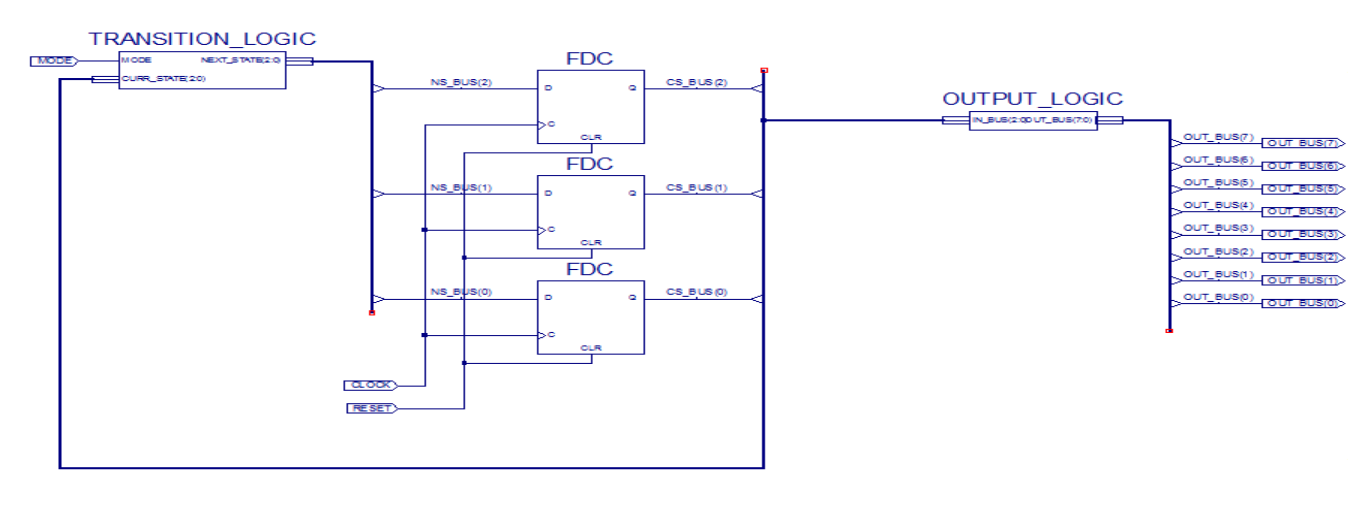 TRANSITION_LOGIC
MODE
MODE
NEXT_STATE(2:0)
CURR_STATE(2:0)
FDC
NS_BUS(2)
D
Q
CS_BUS(2)
C
CLR
FDC
NS_BUS(1)
D
Q
CS_BUS(1)
C
CLR
FDC
NS_BUS(0)
D
Q
CS_BUS(0)
C
CLR
CLOCK
RESET
OUTPUT_LOGIC
IN_BUS(2:0)
OUT_BUS(7:0)
OUT_BUS(7) OUT_BUS(7)
OUT_BUS(6) OUT_BUS(6)
OUT_BUS(5) OUT_BUS(5)
OUT_BUS(4) OUT_BUS(4)
OUT_BUS(3) OUT_BUS(3)
OUT_BUS(2) OUT_BUS(2)
OUT_BUS(1) OUT_BUS(1)
OUT_BUS(0) OUT_BUS(0)